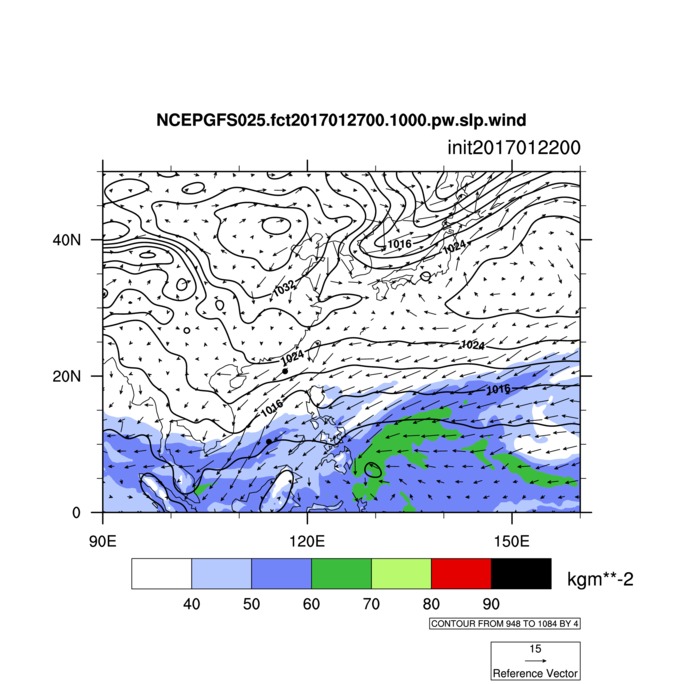 NCEPGFS025.fct2017012700.1000.pw.slp.wind
init2017012200
40N
20N
0
1016
1024
1032
1024
1024
1016
1016
90E 120E 150E
40 50 60 70 80 90
kgm**-2
CONTOUR FROM 948 TO 1084 BY 4
15
Reference Vector